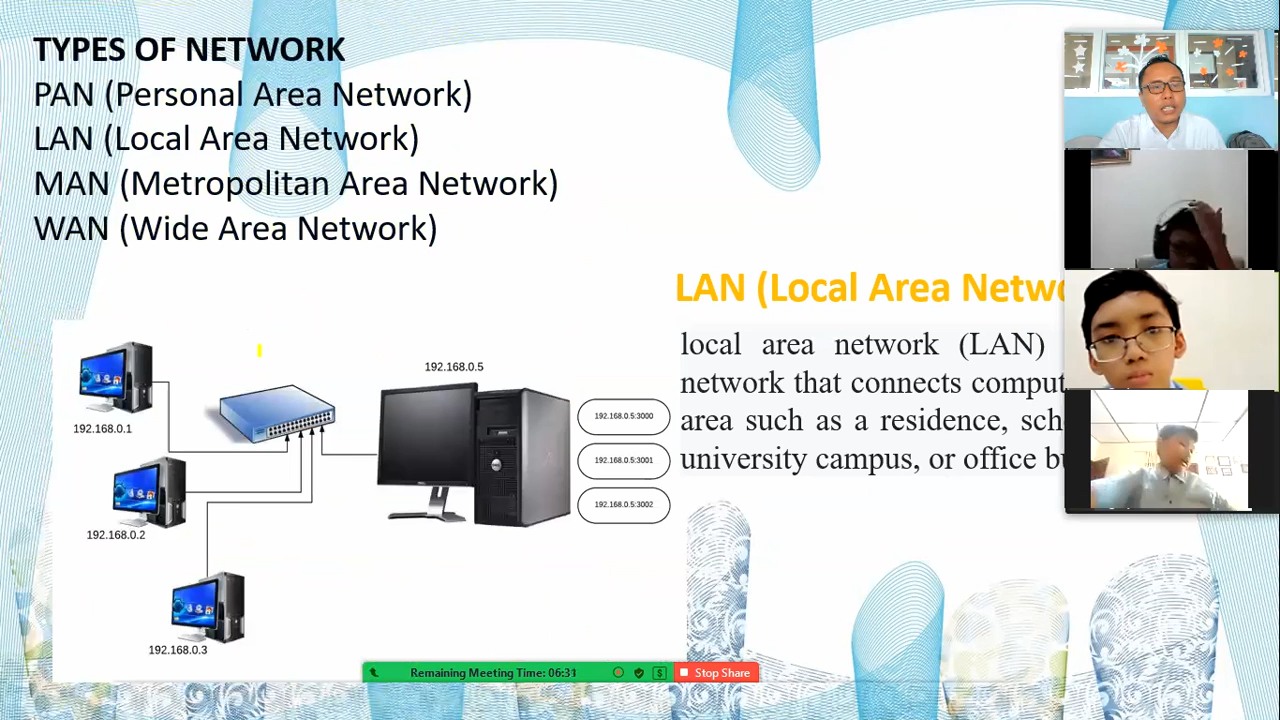 TYPES OF NETWORK
PAN (Personal Area Network)
LAN (Local Area Network)
MAN (Metropolitan Area Network)
WAN (Wide Area Network)
LAN (Local Area Netwo
local area network (LAN)
network that connects comput
area such as a residence, sch
university campus, or office bu
192.168.0.1
192.168.0.2
192.168.0.3
192.168.0.5
192.168.0.5:3000
192.168.0.5:3001
192.168.0.5:3002
DELL
Remaining Meeting Time: 06:31
Stop Share